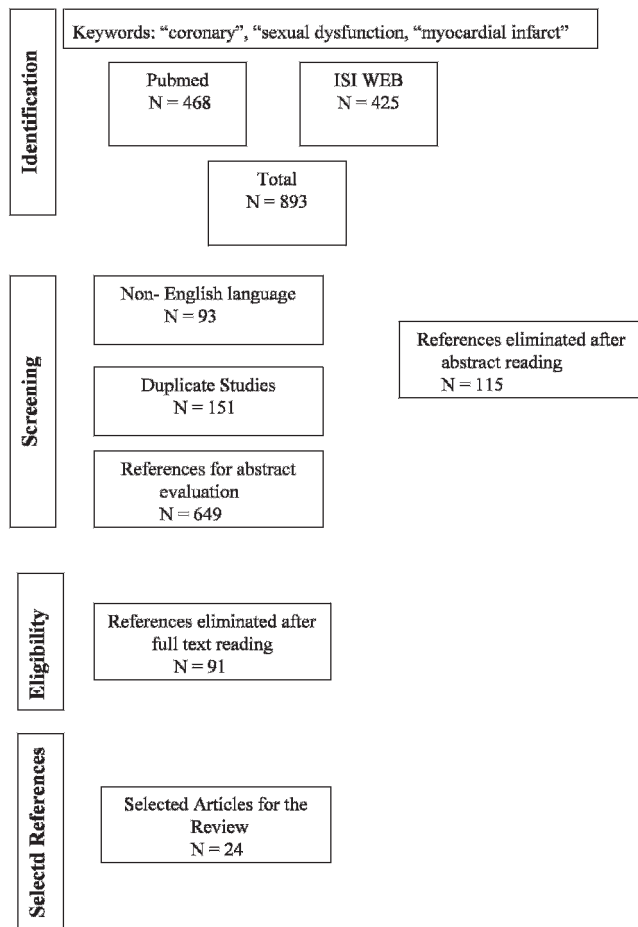 Identification
Keywords: “coronary”, “sexual dysfunction, “myocardial infarct”
Pubmed
N = 468
ISI WEB
N = 425
Total
N = 893
Screening
Non- English language
N = 93
Duplicate Studies
N = 151
References for abstract
evaluation
N = 649
References eliminated after
abstract reading
N = 115
Eligibility
References eliminated after
full text reading
N = 91
Selectd References
Selected Articles for the
Review
N = 24